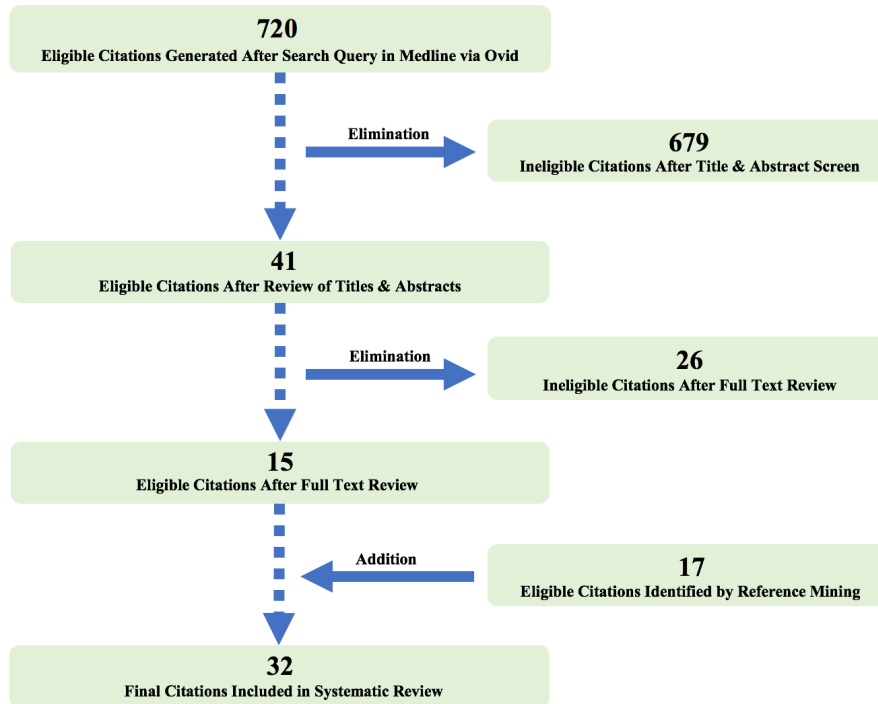 720
Eligible Citations Generated After Search Query in Medline via Ovid
Elimination
679
Ineligible Citations After Title & Abstract Screen
41
Eligible Citations After Review of Titles & Abstracts
Elimination
26
Ineligible Citations After Full Text Review
15
Eligible Citations After Full Text Review
Addition
17
Eligible Citations Identified by Reference Mining
32
Final Citations Included in Systematic Review